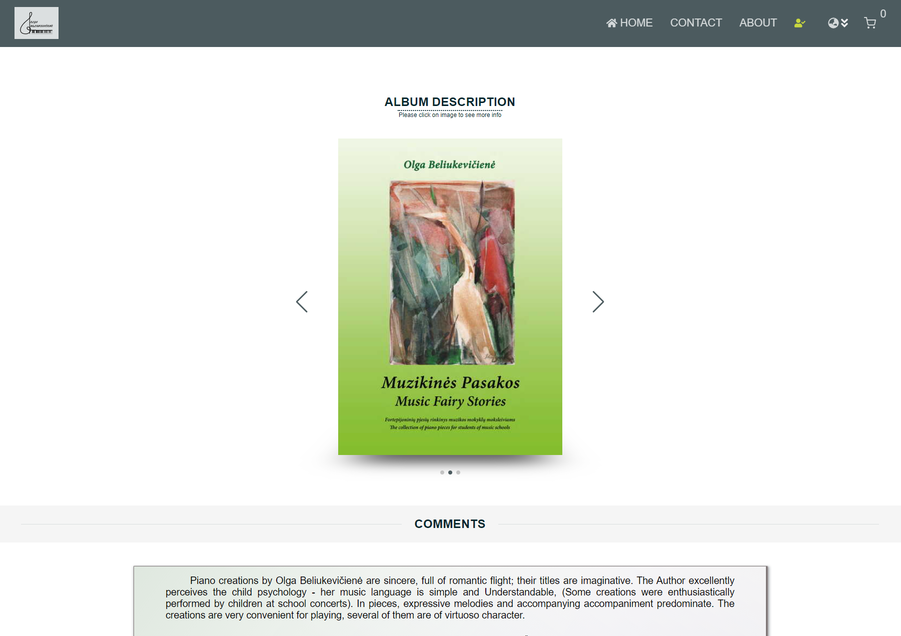 HOME CONTACT ABOUT 0
ALBUM DESCRIPTION
Please click on image to see more info
Olga Beliukevičienė
Muzikinės Pasakos
Music Fairy Stories
Fortepijoninių pjesių rinkinys muzikos mokyklų moksleiviams
The collection of piano pieces for students of music schools
COMMENTS
Piano creations by Olga Beliukevičienė are sincere, full of romantic flight; their titles are imaginative. The Author excellently
perceives the child psychology - her music language is simple and Understandable, (Some creations were enthusiastically
performed by children at school concerts). In pieces, expressive melodies and accompanying accompaniment predominate. The
creations are very convenient for playing, several of them are of virtuoso character.